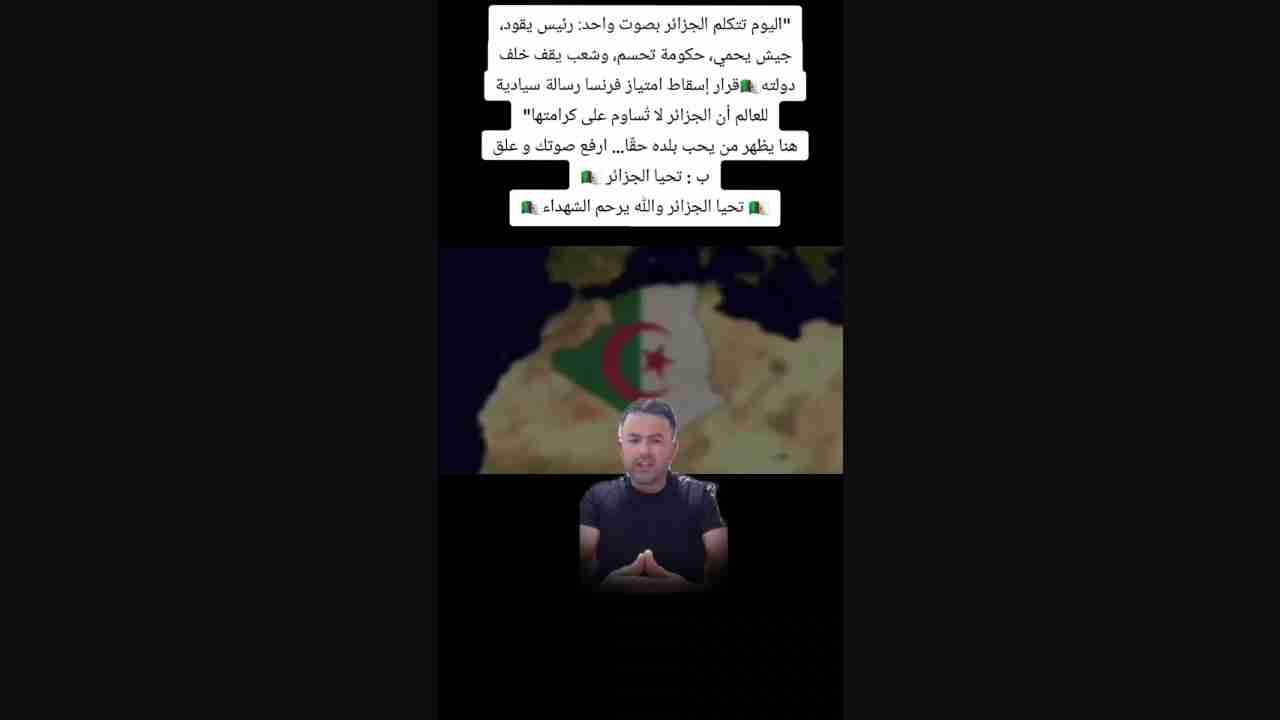 "اليوم تتكلم الجزائر بصوت واحد: رئيس يقود،
جيش يحمي، حكومة تحسم، وشعب يقف خلف
دولته🇩🇿قرار إسقاط امتياز فرنسا رسالة سيادية
للعالم أن الجزائر لا تُساوم على كرامتها"
هنا يظهر من يحب بلده حقًا... ارفع صوتك و علق
ب : تحيا الجزائر 🇩🇿
🇩🇿 تحيا الجزائر والله يرحم الشهداء 🇩🇿